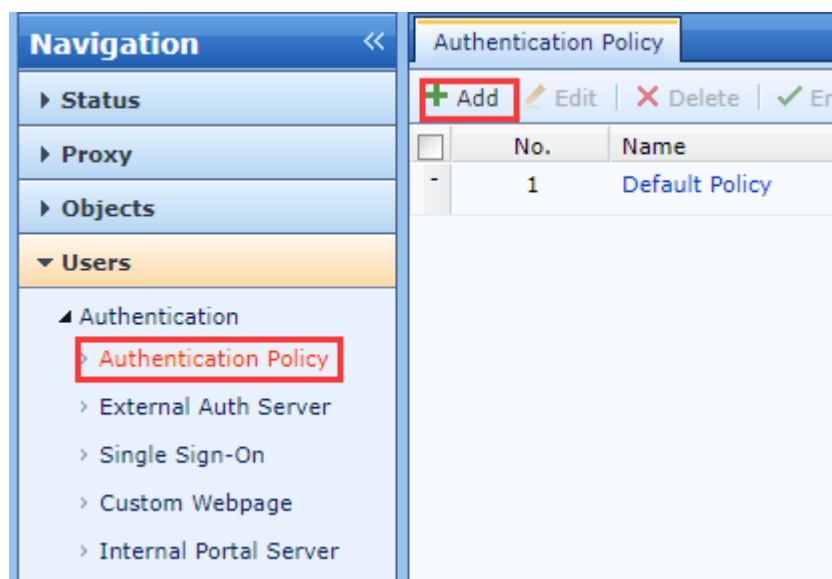 Navigation
Status
Proxy
Objects
Users
Authentication
Authentication Policy
External Auth Server
Single Sign-On
Custom Webpage
Internal Portal Server
Authentication Policy
Add Edit Delete
No. Name
- 1 Default Policy